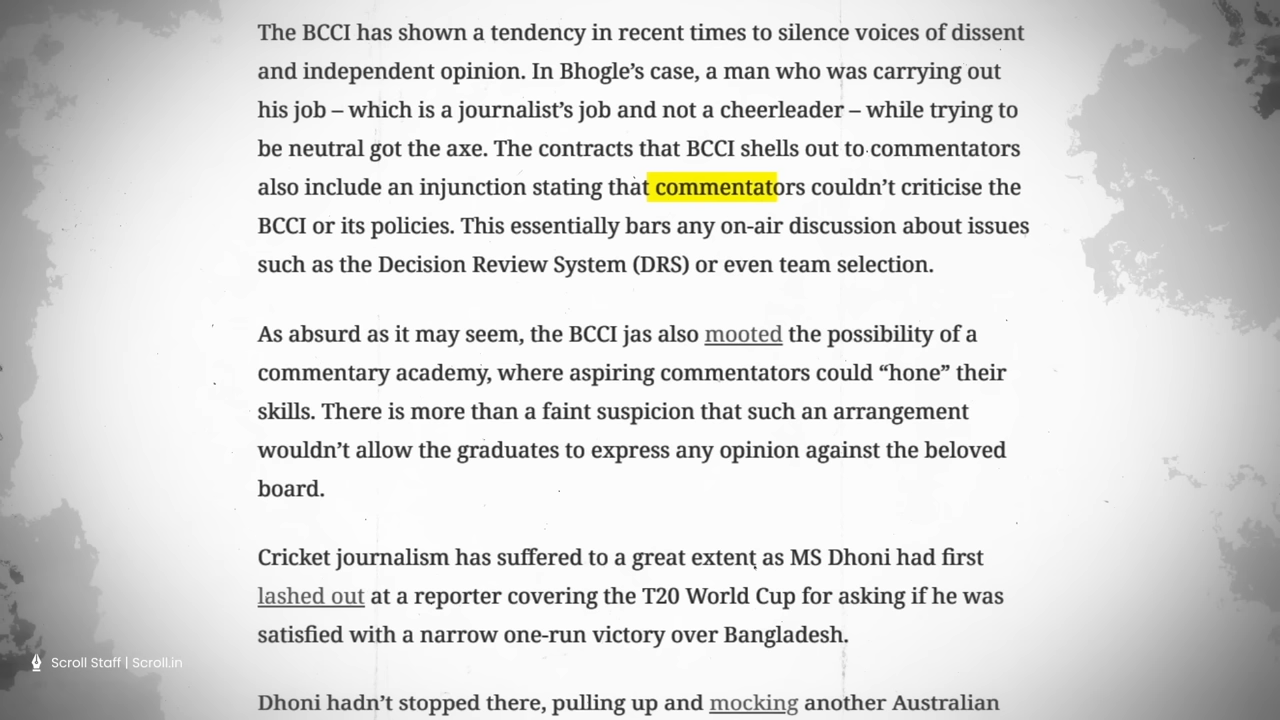 The BCCI has shown a tendency in recent times to silence voices of dissent
and independent opinion. In Bhogle’s case, a man who was carrying out
his job – which is a journalist’s job and not a cheerleader – while trying to
be neutral got the axe. The contracts that BCCI shells out to commentators
also include an injunction stating that commentators couldn’t criticise the
BCCI or its policies. This essentially bars any on-air discussion about issues
such as the Decision Review System (DRS) or even team selection.
As absurd as it may seem, the BCCI jas also mooted the possibility of a
commentary academy, where aspiring commentators could “hone” their
skills. There is more than a faint suspicion that such an arrangement
wouldn’t allow the graduates to express any opinion against the beloved
board.
Cricket journalism has suffered to a great extent as MS Dhoni had first
lashed out at a reporter covering the T20 World Cup for asking if he was
satisfied with a narrow one-run victory over Bangladesh.
Scroll Staff | Scroll.in
Dhoni hadn’t stopped there, pulling up and mocking another Australian